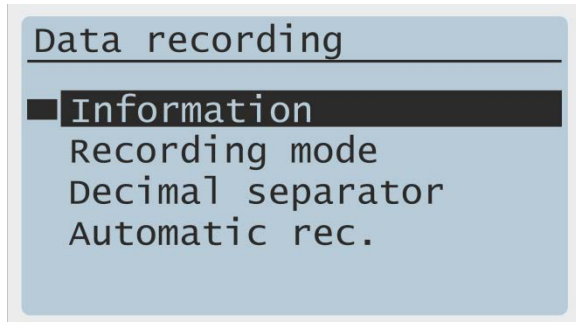 Data recording
Information
Recording mode
Decimal separator
Automatic rec.